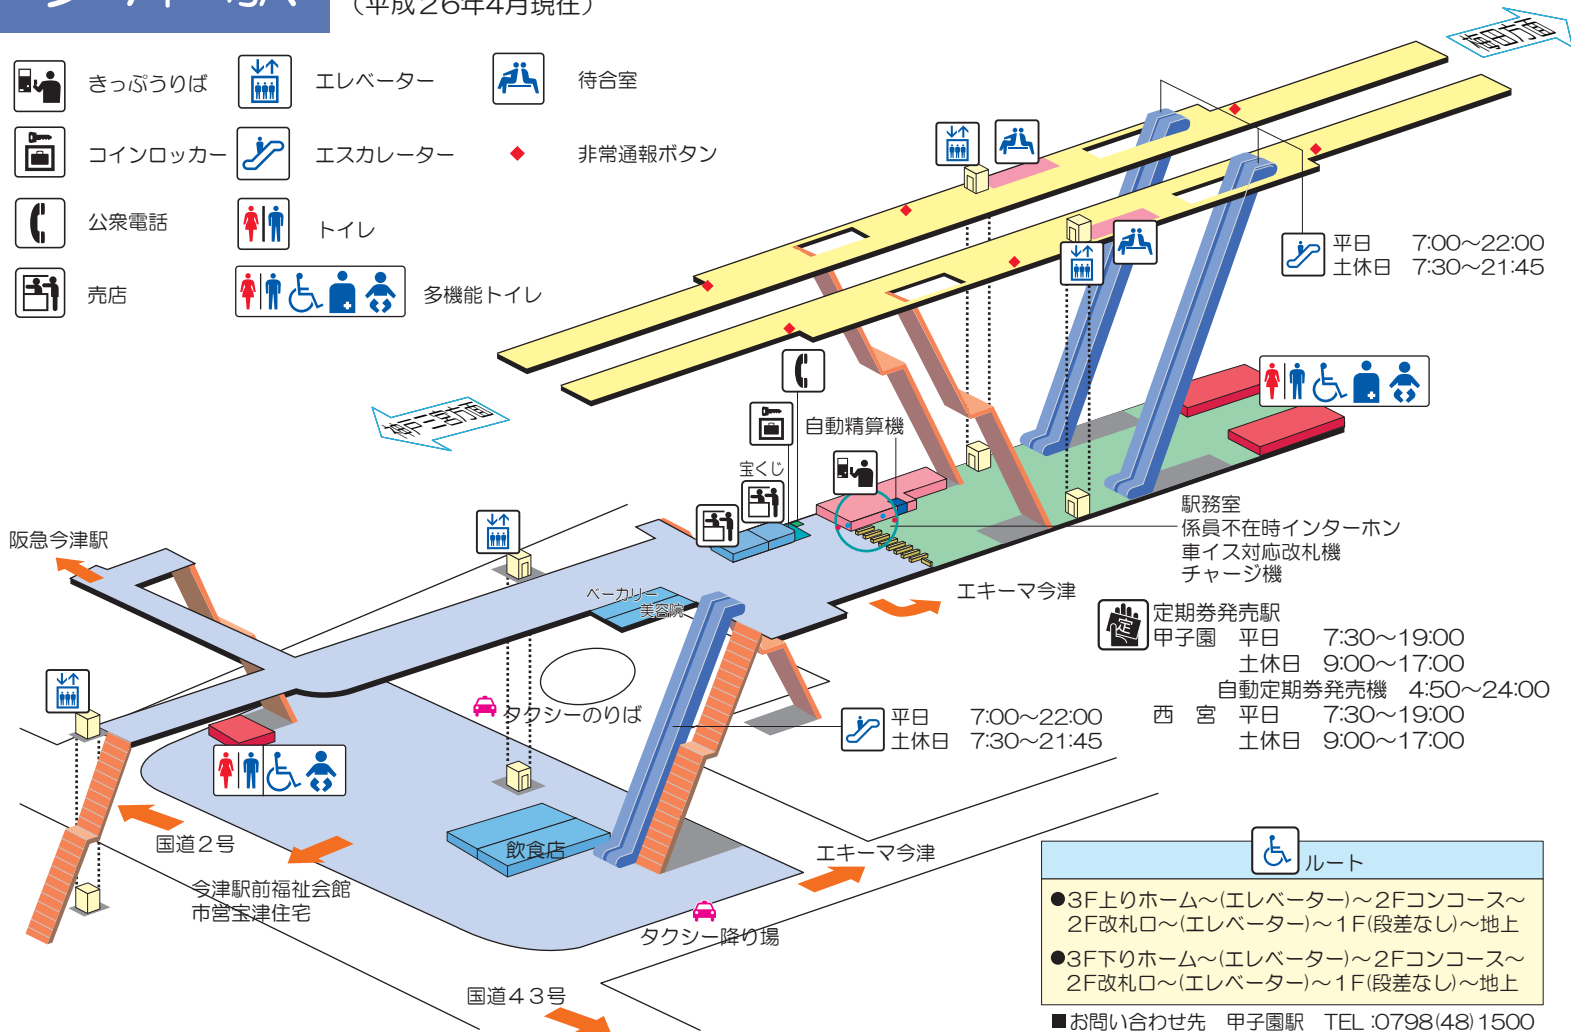 （平成26年4月現在）
梅田方面
きっぷうりば
エレベーター
待合室
コインロッカー
エスカレーター
非常通報ボタン
公衆電話
トイレ
売店
多機能トイレ
平日 7:00〜22:00
土休日 7:30〜21:45
神戸三宮方面
自動精算機
宝くじ
駅務室
係員不在時インターホン
車イス対応改札機
チャージ機
阪急今津駅
ベーカリー
美容院
エキーマ今津
定
定期券発売駅
甲子園 平日 7:30〜19:00
土休日 9:00〜17:00
自動定期券発売機 4:50〜24:00
西 宮 平日 7:30〜19:00
土休日 9:00〜17:00
タクシーのりば
平日 7:00〜22:00
土休日 7:30〜21:45
国道2号
飲食店
エキーマ今津
今津駅前福祉会館
市営宝津住宅
タクシー降り場
国道43号
ルート
●3F上りホーム〜(エレベーター)〜2Fコンコース〜
2F改札口〜(エレベーター)〜1F(段差なし)〜地上
●3F下りホーム〜(エレベーター)〜2Fコンコース〜
2F改札口〜(エレベーター)〜1F(段差なし)〜地上
■お問い合わせ先 甲子園駅 TEL:0798(48)1500